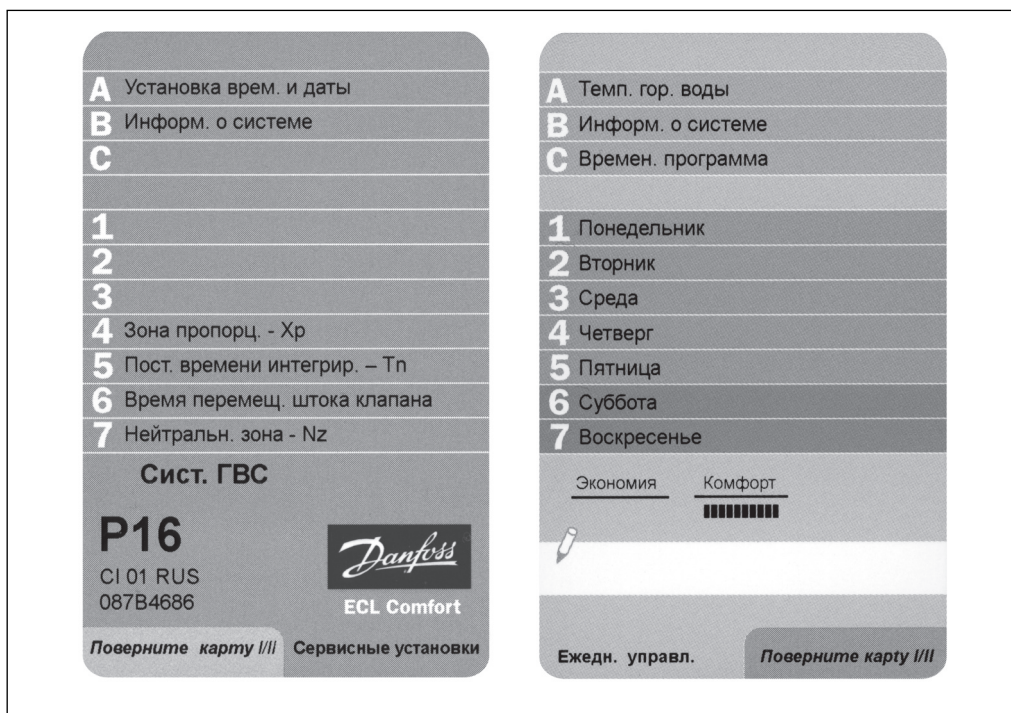 A Установка врем. и даты
B Информ. о системе
C
1
2
3
4 Зона пропорц. - Xp
5 Пост. времени интегрир. – Tn
6 Время перемещ. штока клапана
7 Нейтральн. зона - Nz
Сист. ГВС
P16
CI 01 RUS
087B4686
Danfoss
ECL Comfort
Поверните карту I/II Сервисные установки
A Темп. гор. воды
B Информ. о системе
C Времен. программа
1 Понедельник
2 Вторник
3 Среда
4 Четверг
5 Пятница
6 Суббота
7 Воскресенье
Экономия Комфорт
Ежедн. управл. Поверните карty I/II